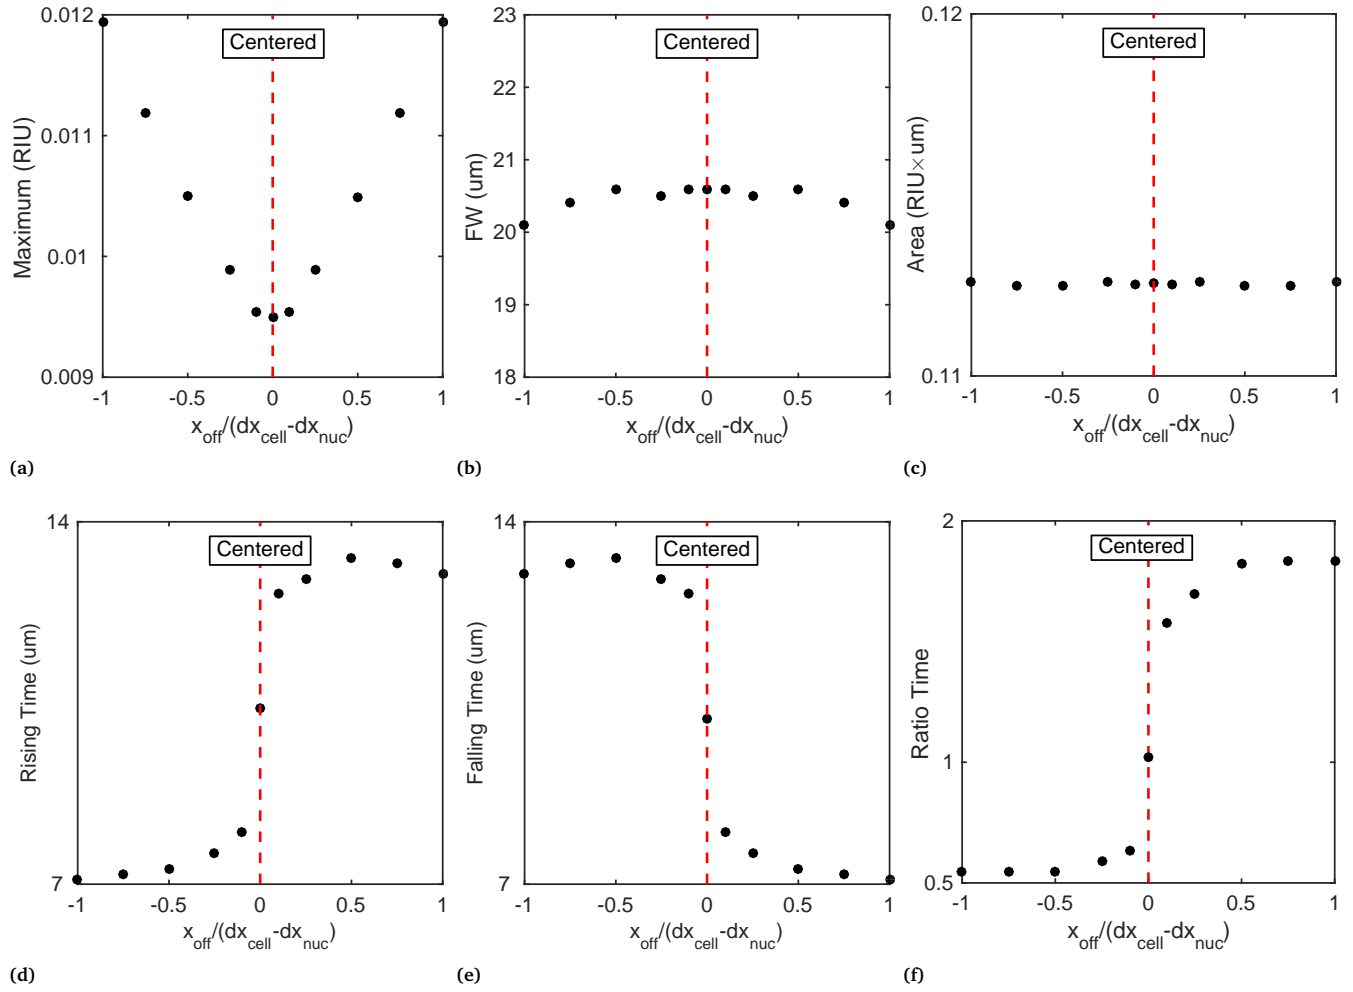 0.012
0.011
0.01
0.009
Maximum (RIU)
Centered
-1 -0.5 0 0.5 1
x_off/(dx_cell-dx_nuc)
(a)
23
22
21
20
19
18
FW (um)
Centered
-1 -0.5 0 0.5 1
x_off/(dx_cell-dx_nuc)
(b)
0.12
0.11
Area (RIU×um)
Centered
-1 -0.5 0 0.5 1
x_off/(dx_cell-dx_nuc)
(c)
14
7
Rising Time (um)
Centered
-1 -0.5 0 0.5 1
x_off/(dx_cell-dx_nuc)
(d)
14
7
Falling Time (um)
Centered
-1 -0.5 0 0.5 1
x_off/(dx_cell-dx_nuc)
(e)
2
1
0.5
Ratio Time
Centered
-1 -0.5 0 0.5 1
x_off/(dx_cell-dx_nuc)
(f)